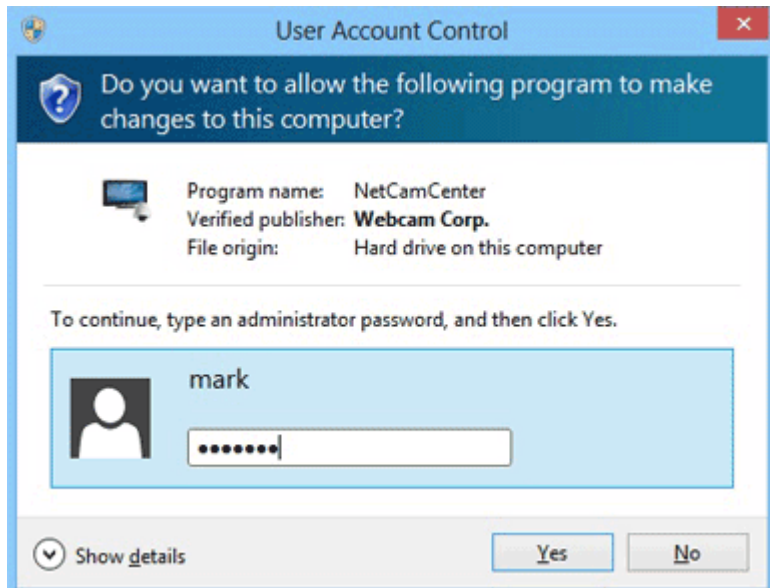 User Account Control
Do you want to allow the following program to make
changes to this computer?
Program name: NetCamCenter
Verified publisher: Webcam Corp.
File origin: Hard drive on this computer
To continue, type an administrator password, and then click Yes.
mark
•••••••
Show details
Yes No